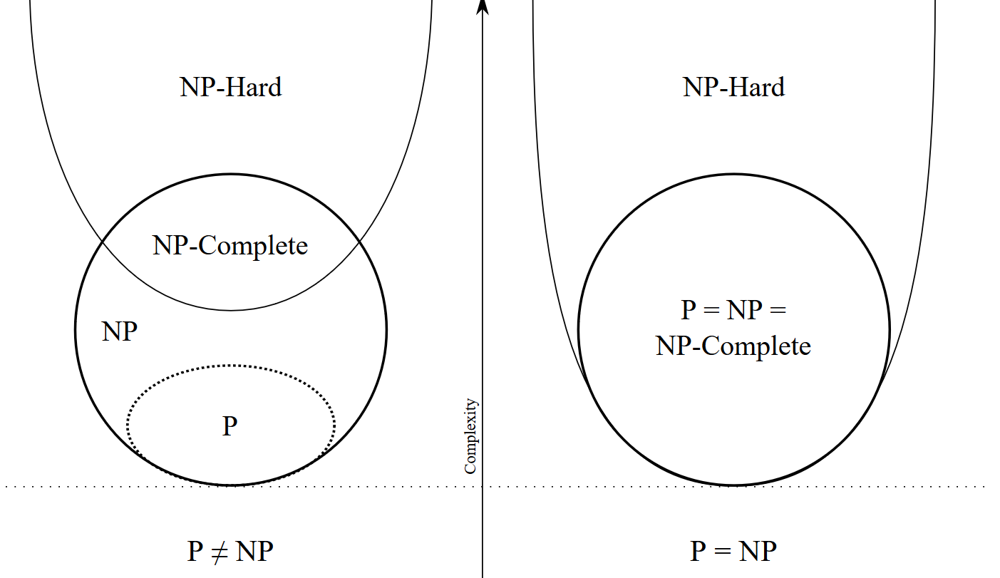 NP-Hard
NP-Complete
NP
P
P ≠ NP
Complexity
NP-Hard
P = NP =
NP-Complete
P = NP